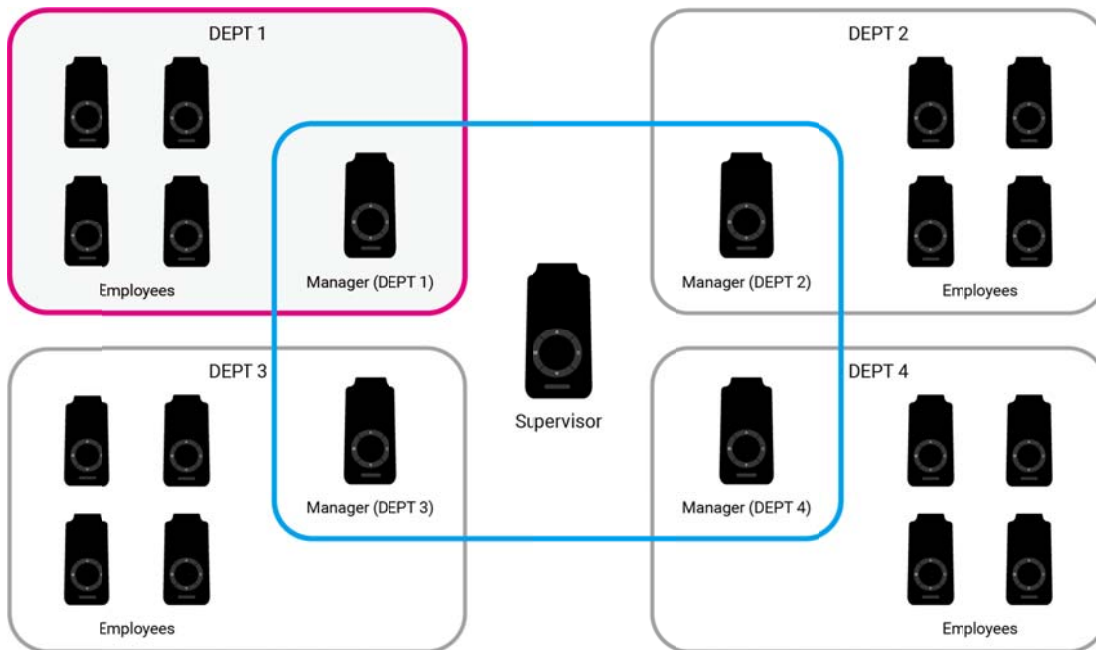 DEPT 1
Employees
Manager (DEPT 1)
DEPT 2
Manager (DEPT 2)
Employees
Supervisor
DEPT 3
Employees
Manager (DEPT 3)
DEPT 4
Manager (DEPT 4)
Employees